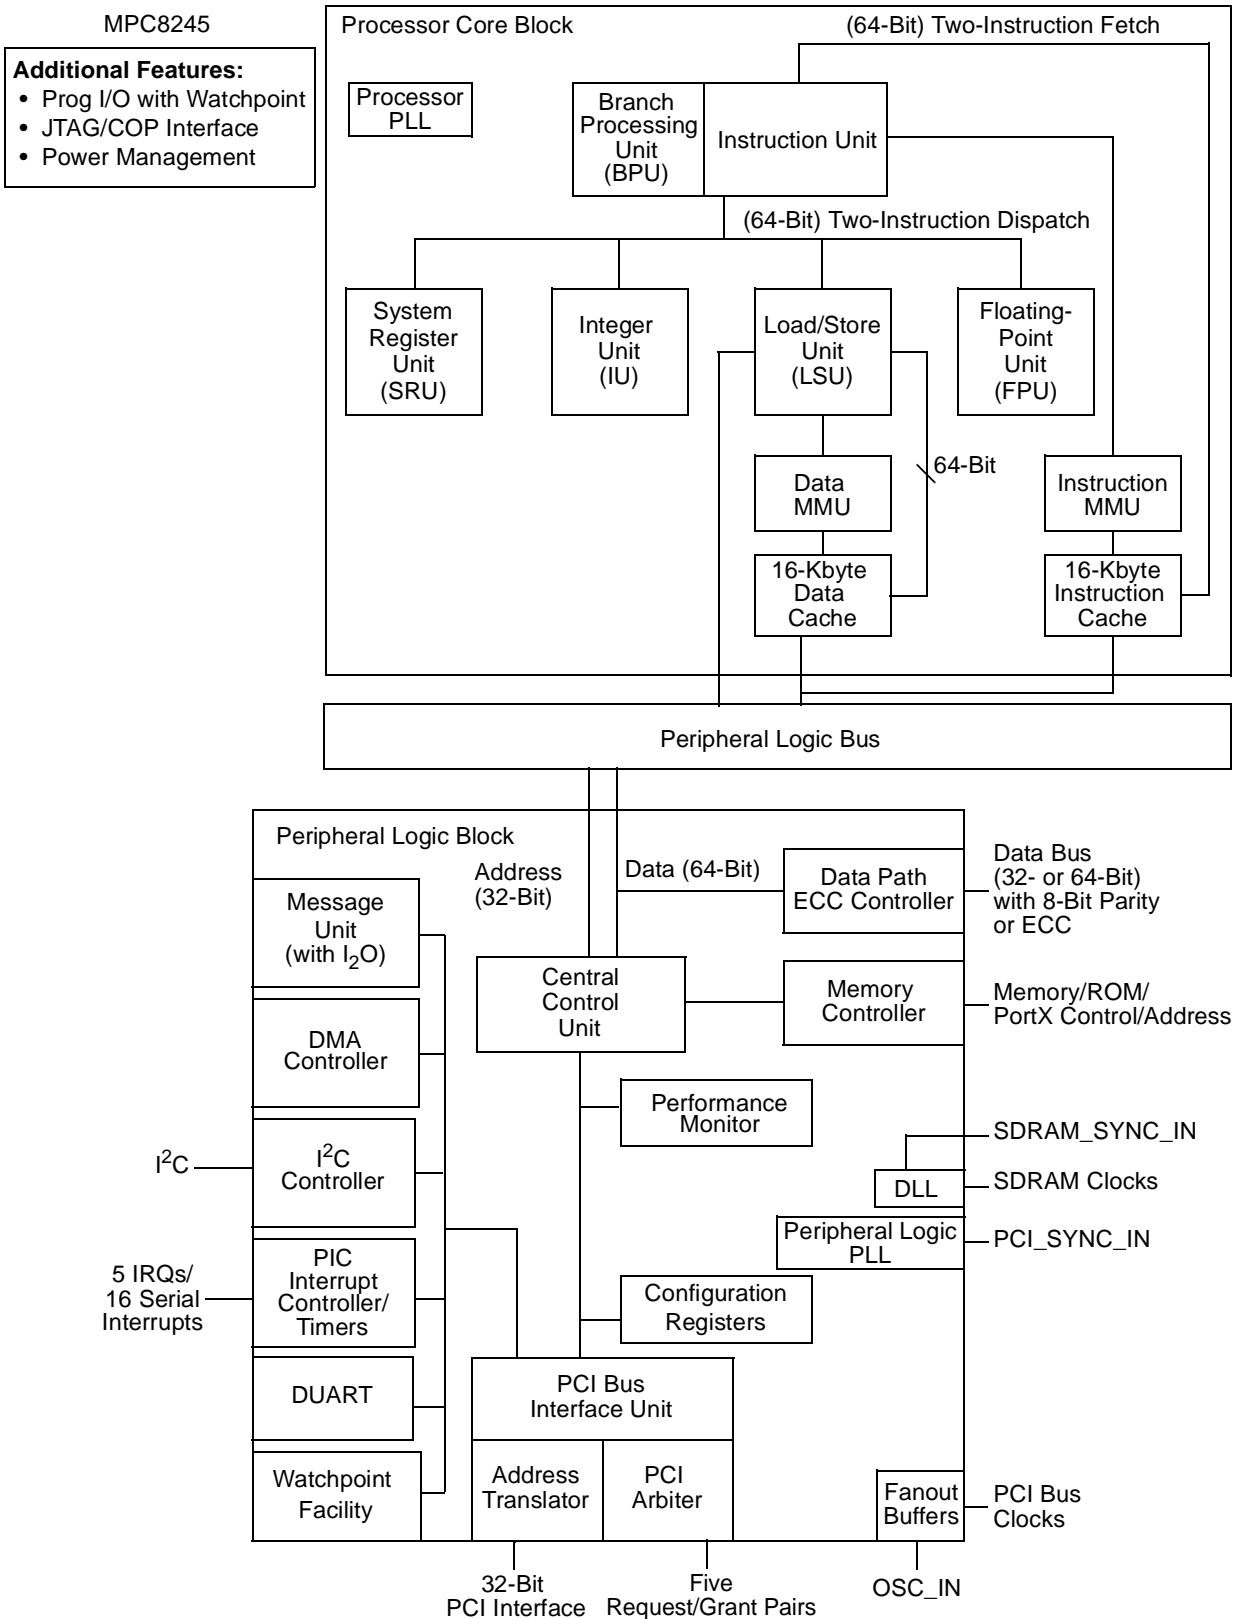 MPC8245
Additional Features:
• Prog I/O with Watchpoint
• JTAG/COP Interface
• Power Management
Processor Core Block
(64-Bit) Two-Instruction Fetch
Processor
PLL
Branch
Processing
Unit
(BPU)
Instruction Unit
(64-Bit) Two-Instruction Dispatch
System
Register
Unit
(SRU)
Integer
Unit
(IU)
Load/Store
Unit
(LSU)
Floating-
Point
Unit
(FPU)
64-Bit
Data
MMU
Instruction
MMU
16-Kbyte
Data
Cache
16-Kbyte
Instruction
Cache
Peripheral Logic Bus
Peripheral Logic Block
Address
(32-Bit)
Data (64-Bit)
Data Path
ECC Controller
Data Bus
(32- or 64-Bit)
with 8-Bit Parity
or ECC
Message
Unit
(with I2O)
Central
Control
Unit
Memory
Controller
Memory/ROM/
PortX Control/Address
DMA
Controller
Performance
Monitor
SDRAM_SYNC_IN
I2C
I2C
Controller
DLL
SDRAM Clocks
Peripheral Logic
PLL
PCI_SYNC_IN
5 IRQs/
16 Serial
Interrupts
PIC
Interrupt
Controller/
Timers
Configuration
Registers
DUART
PCI Bus
Interface Unit
Watchpoint
Facility
Address
Translator
PCI
Arbiter
Fanout
Buffers
PCI Bus
Clocks
32-Bit
PCI Interface
Five
Request/Grant Pairs
OSC_IN